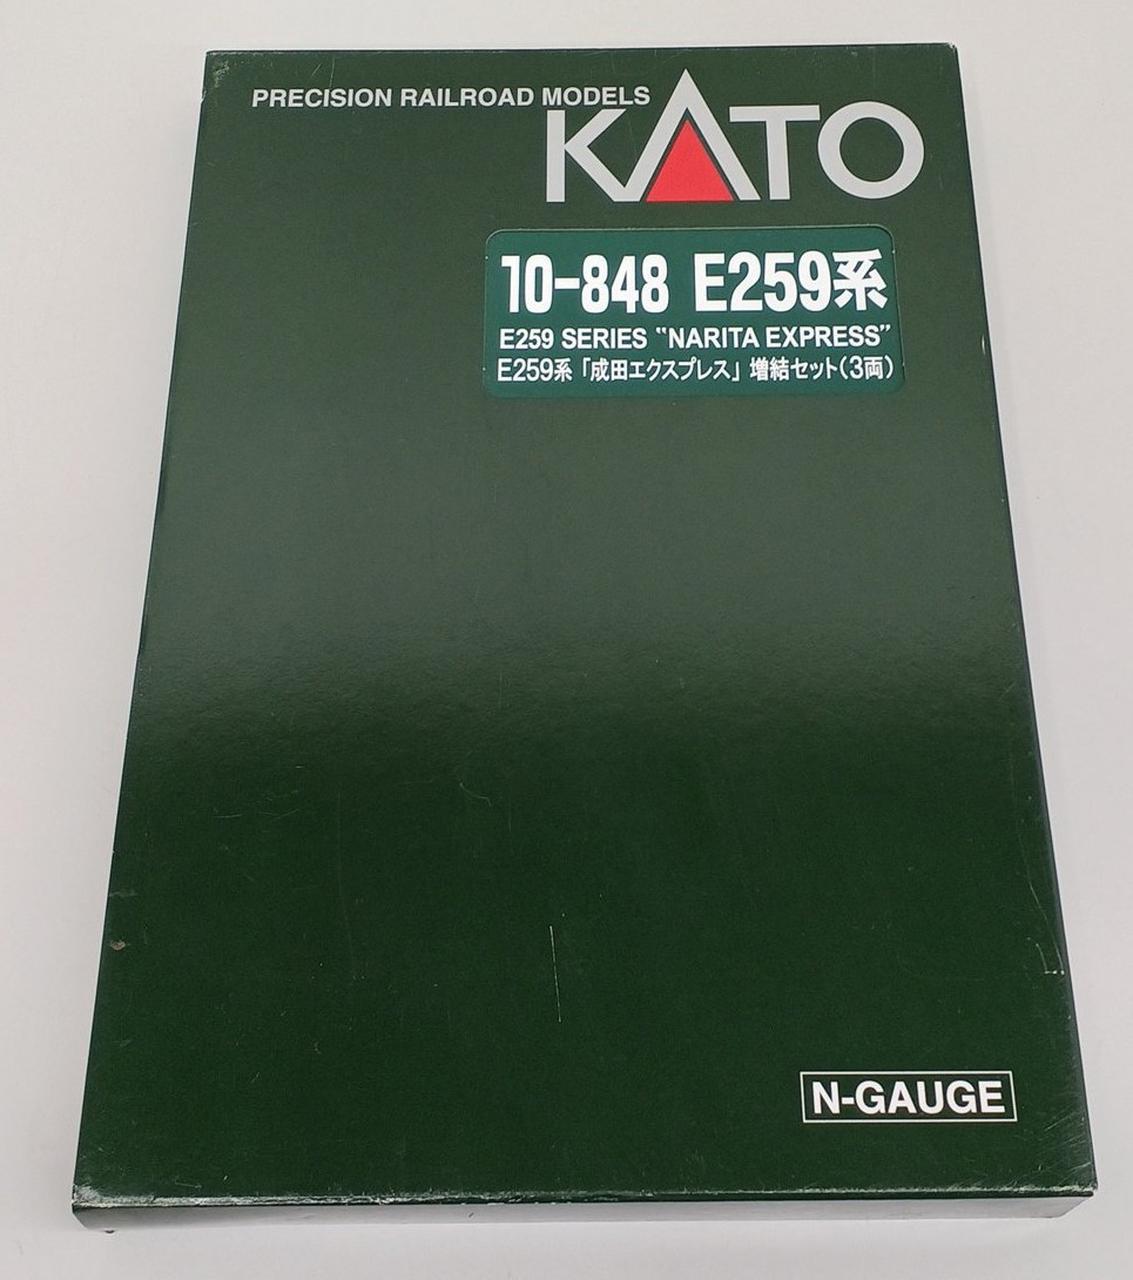 PRECISION RAILROAD MODELS
KATO
10-848 E259系
E259 SERIES "NARITA EXPRESS"
E259系「成田エクスプレス」増結セット(3両)
N-GAUGE